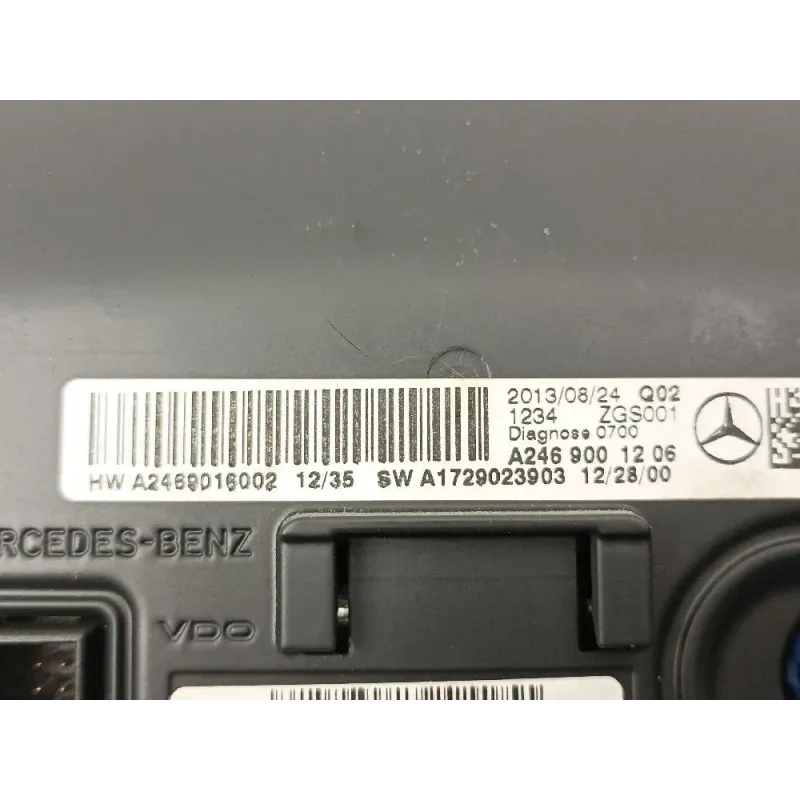 2013/08/24 Q02
1234 ZGS001
Diagnose 0700
A246 900 12 06
HW A2469016002 12/35 SW A1729023903 12/28/00
RCEDES-BENZ
VDO